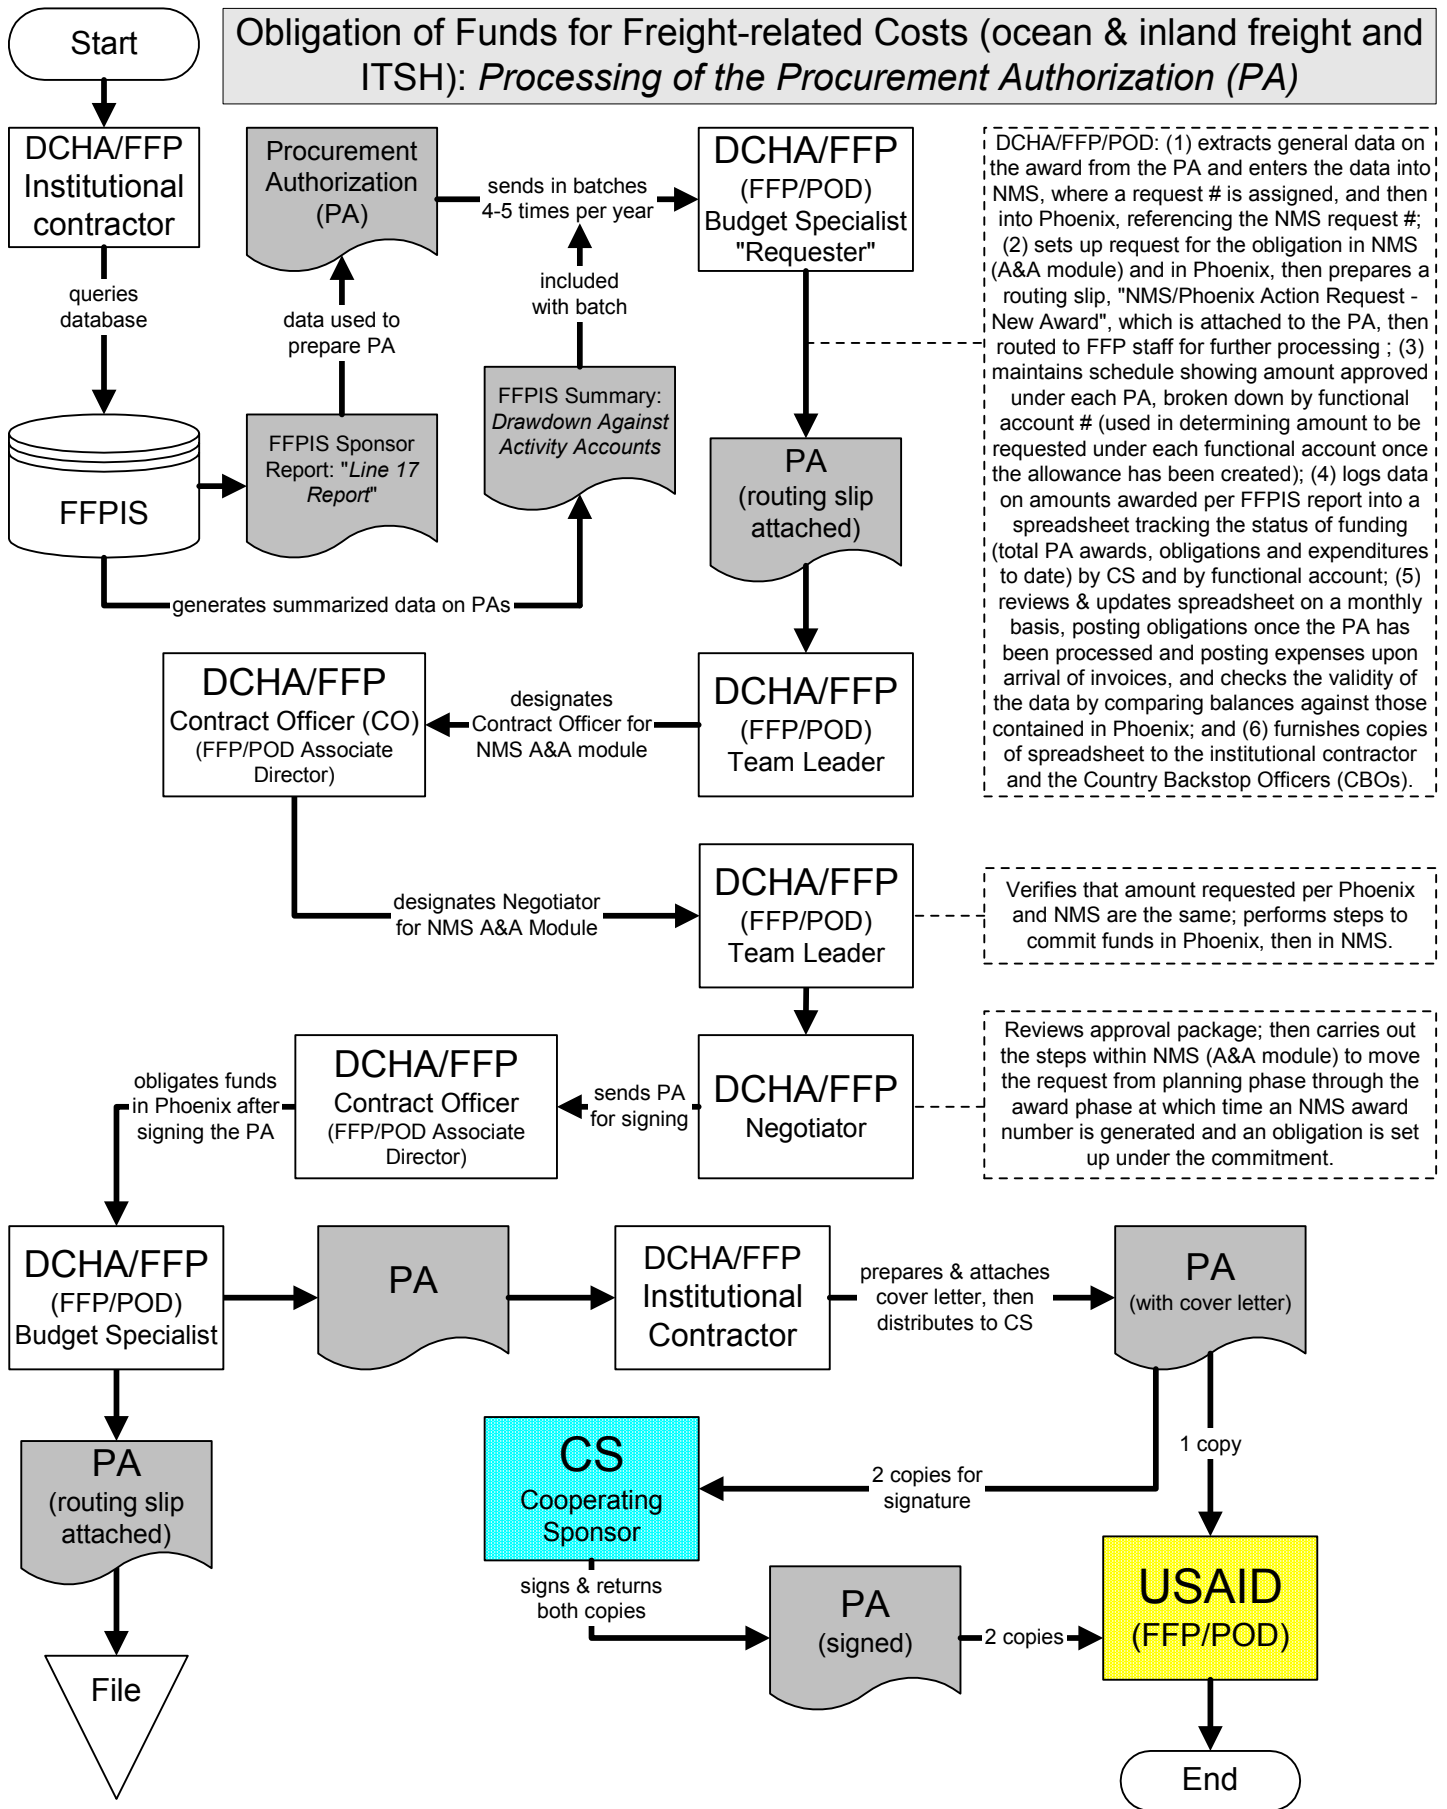 Start
Obligation of Funds for Freight-related Costs (ocean & inland freight and
ITSH): Processing of the Procurement Authorization (PA)
DCHA/FFP
Institutional
contractor
Procurement
Authorization
(PA)
sends in batches
4-5 times per year
DCHA/FFP
(FFP/POD)
Budget Specialist
"Requester"
DCHA/FFP/POD: (1) extracts general data on
the award from the PA and enters the data into
NMS, where a request # is assigned, and then
into Phoenix, referencing the NMS request #;
(2) sets up request for the obligation in NMS
(A&A module) and in Phoenix, then prepares a
routing slip, "NMS/Phoenix Action Request -
New Award", which is attached to the PA, then
routed to FFP staff for further processing ; (3)
maintains schedule showing amount approved
under each PA, broken down by functional
account # (used in determining amount to be
requested under each functional account once
the allowance has been created); (4) logs data
on amounts awarded per FFPIS report into a
spreadsheet tracking the status of funding
(total PA awards, obligations and expenditures
to date) by CS and by functional account; (5)
reviews & updates spreadsheet on a monthly
basis, posting obligations once the PA has
been processed and posting expenses upon
arrival of invoices, and checks the validity of
the data by comparing balances against those
contained in Phoenix; and (6) furnishes copies
of spreadsheet to the institutional contractor
and the Country Backstop Officers (CBOs).
queries
database
data used to
prepare PA
included
with batch
FFPIS
FFPIS Sponsor
Report: "Line 17
Report"
FFPIS Summary:
Drawdown Against
Activity Accounts
PA
(routing slip
attached)
generates summarized data on PAs
DCHA/FFP
Contract Officer (CO)
(FFP/POD Associate
Director)
designates
Contract Officer for
NMS A&A module
DCHA/FFP
(FFP/POD)
Team Leader
designates Negotiator
for NMS A&A Module
DCHA/FFP
(FFP/POD)
Team Leader
Verifies that amount requested per Phoenix
and NMS are the same; performs steps to
commit funds in Phoenix, then in NMS.
obligates funds
in Phoenix after
signing the PA
DCHA/FFP
Contract Officer
(FFP/POD Associate
Director)
sends PA
for signing
DCHA/FFP
Negotiator
Reviews approval package; then carries out
the steps within NMS (A&A module) to move
the request from planning phase through the
award phase at which time an NMS award
number is generated and an obligation is set
up under the commitment.
DCHA/FFP
(FFP/POD)
Budget Specialist
PA
DCHA/FFP
Institutional
Contractor
prepares & attaches
cover letter, then
distributes to CS
PA
(with cover letter)
PA
(routing slip
attached)
CS
Cooperating
Sponsor
2 copies for
signature
1 copy
signs & returns
both copies
PA
(signed)
2 copies
USAID
(FFP/POD)
File
End